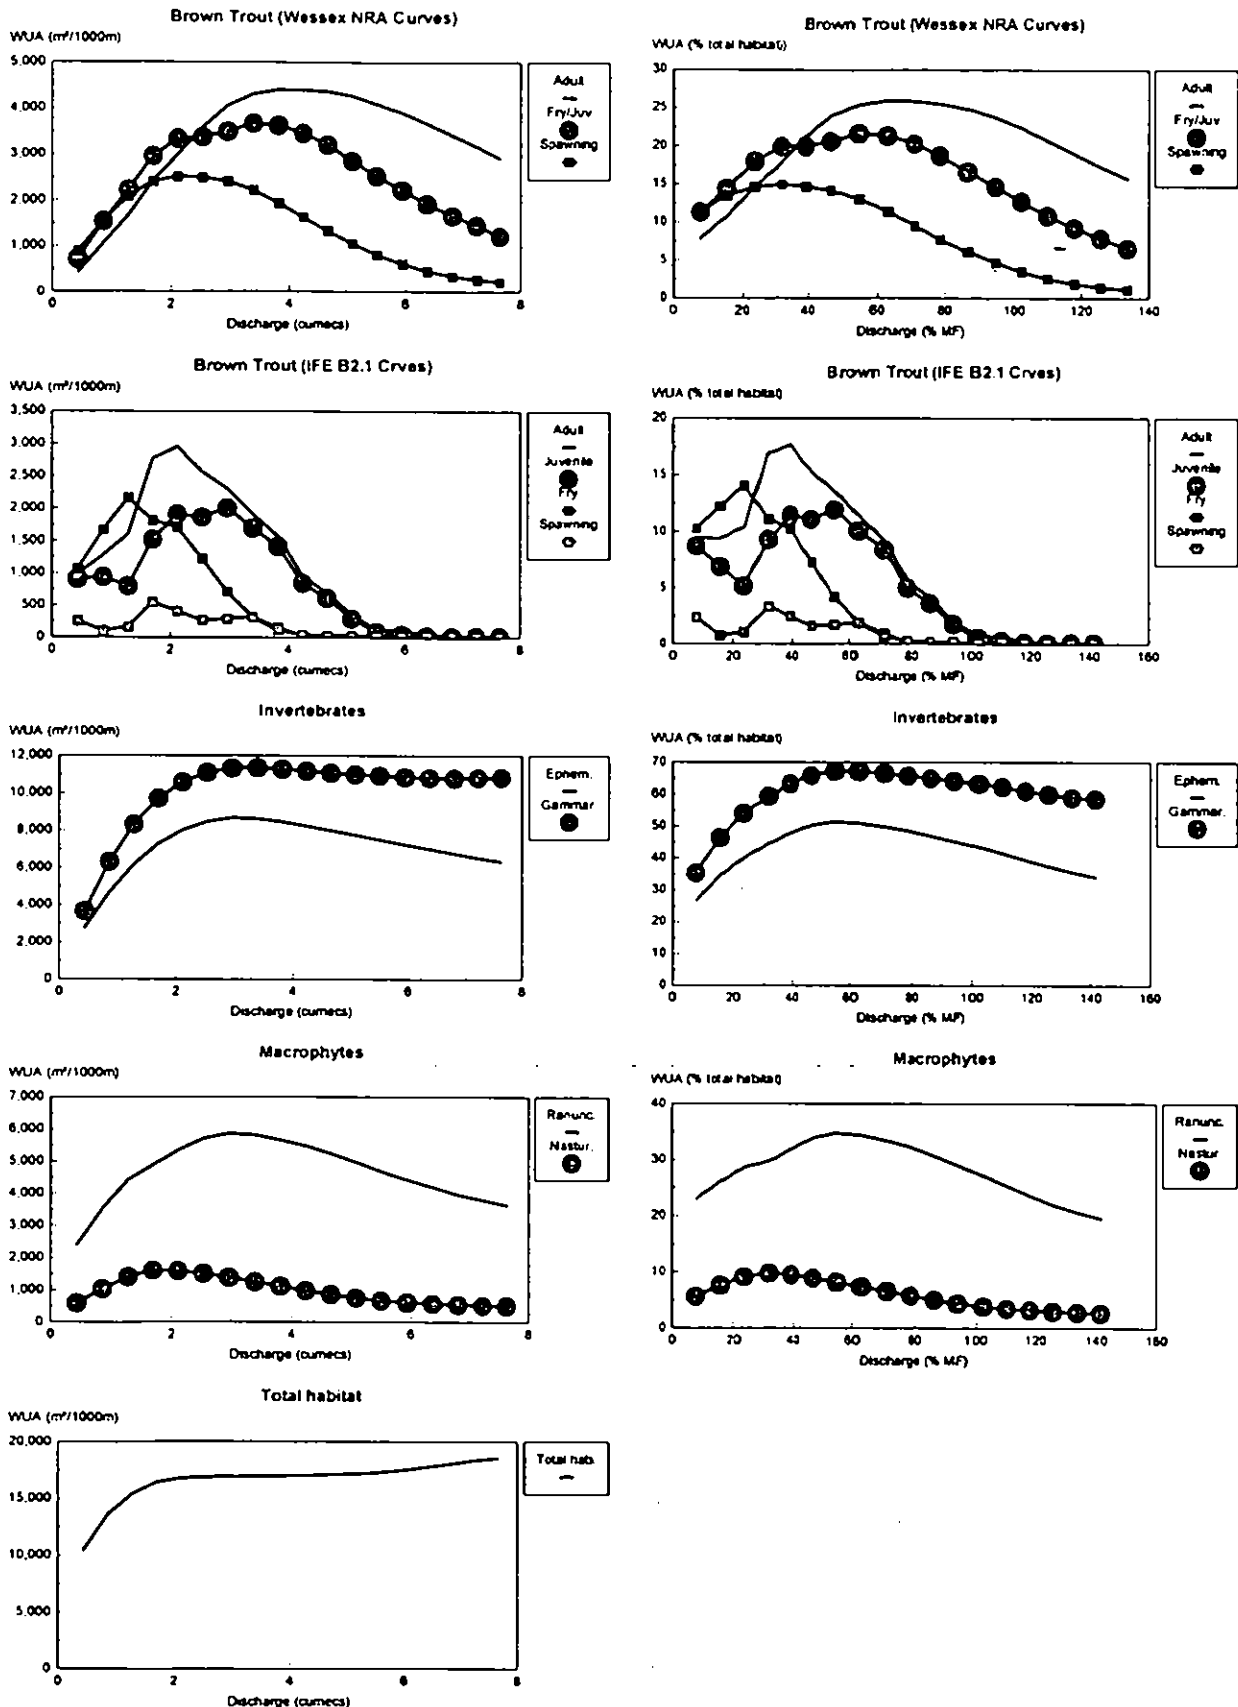 Brown Trout (Wessex NRA Curves)
WUA (m²/1000m)
5,000
4,000
3,000
2,000
1,000
0
0 2 4 6 8
Discharge (cumecs)
Adult
Fry/Juv
Spawning
Brown Trout (Wessex NRA Curves)
WUA (% total habitat)
30
25
20
15
10
5
0
0 20 40 60 80 100 120 140
Discharge (% MF)
Adult
Fry/Juv
Spawning
Brown Trout (IFE B2.1 Crves)
WUA (m²/1000m)
3,500
3,000
2,500
2,000
1,500
1,000
500
0
0 2 4 6 8
Discharge (cumecs)
Adult
Juvenile
Fry
Spawning
Brown Trout (IFE B2.1 Crves)
WUA (% total habitat)
20
15
10
5
0
0 20 40 60 80 100 120 140 160
Discharge (% MF)
Adult
Juvenile
Fry
Spawning
Invertebrates
WUA (m²/1000m)
12,000
10,000
8,000
6,000
4,000
2,000
0
0 2 4 6 8
Discharge (cumecs)
Ephem.
Gammar.
Invertebrates
WUA (% total habitat)
70
60
50
40
30
20
10
0
0 20 40 60 80 100 120 140 160
Discharge (% MF)
Ephem.
Gammar.
Macrophytes
WUA (m²/1000m)
7,000
6,000
5,000
4,000
3,000
2,000
1,000
0
0 2 4 6 8
Discharge (cumecs)
Ranunc.
Nastur.
Macrophytes
WUA (% total habitat)
40
30
20
10
0
0 20 40 60 80 100 120 140 160
Discharge (% MF)
Ranunc.
Nastur.
Total habitat
WUA (m²/1000m)
20,000
15,000
10,000
5,000
0
0 2 4 6 8
Discharge (cumecs)
Total hab.